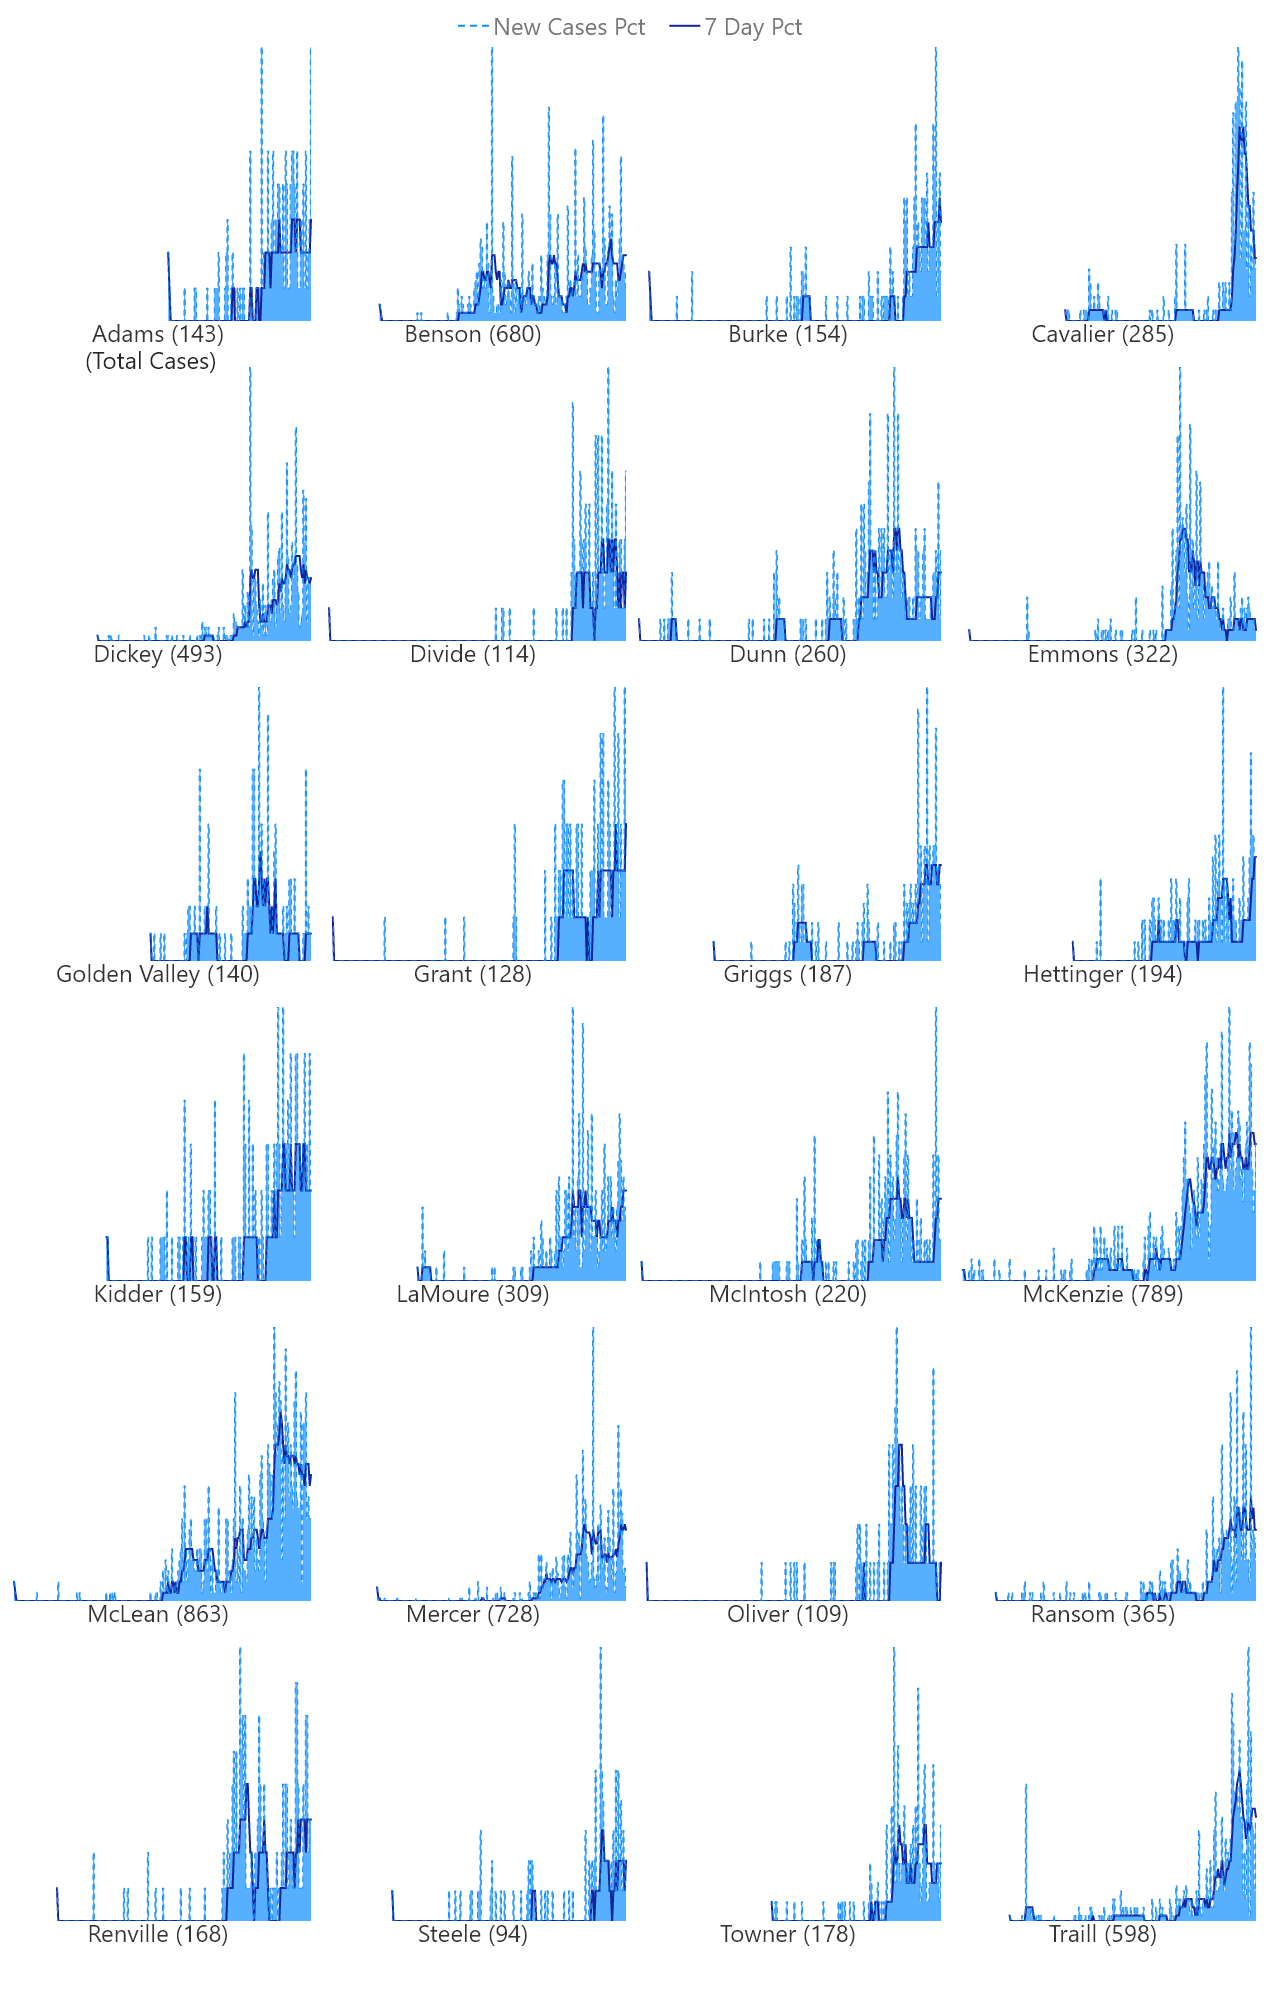 New Cases Pct 7 Day Pct
Adams (143) Benson (680) Burke (154) Cavalier (285)
(Total Cases)
Dickey (493) Divide (114) Dunn (260) Emmons (322)
Golden Valley (140) Grant (128) Griggs (187) Hettinger (194)
Kidder (159) LaMoure (309) McIntosh (220) McKenzie (789)
McLean (863) Mercer (728) Oliver (109) Ransom (365)
Renville (168) Steele (94) Towner (178) Traill (598)